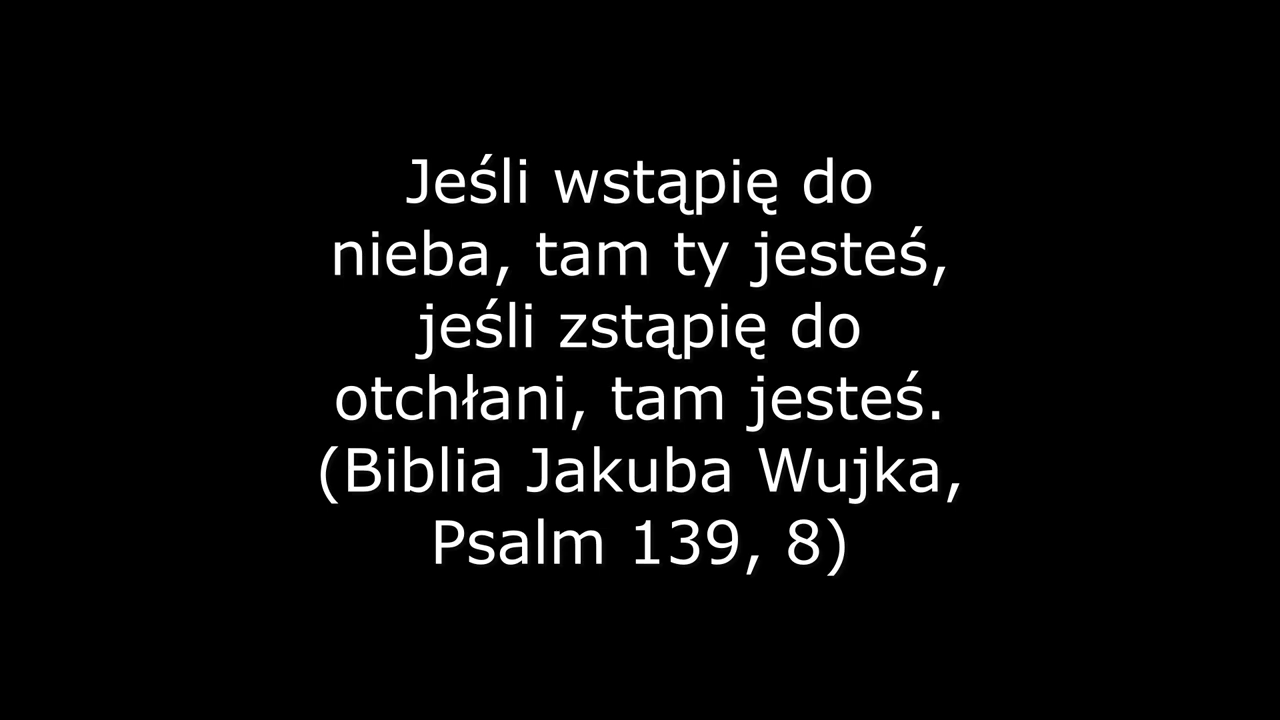 Jeśli wstąpię do
nieba, tam ty jesteś,
jeśli zstąpię do
otchłani, tam jesteś.
(Biblia Jakuba Wujka,
Psalm 139, 8)